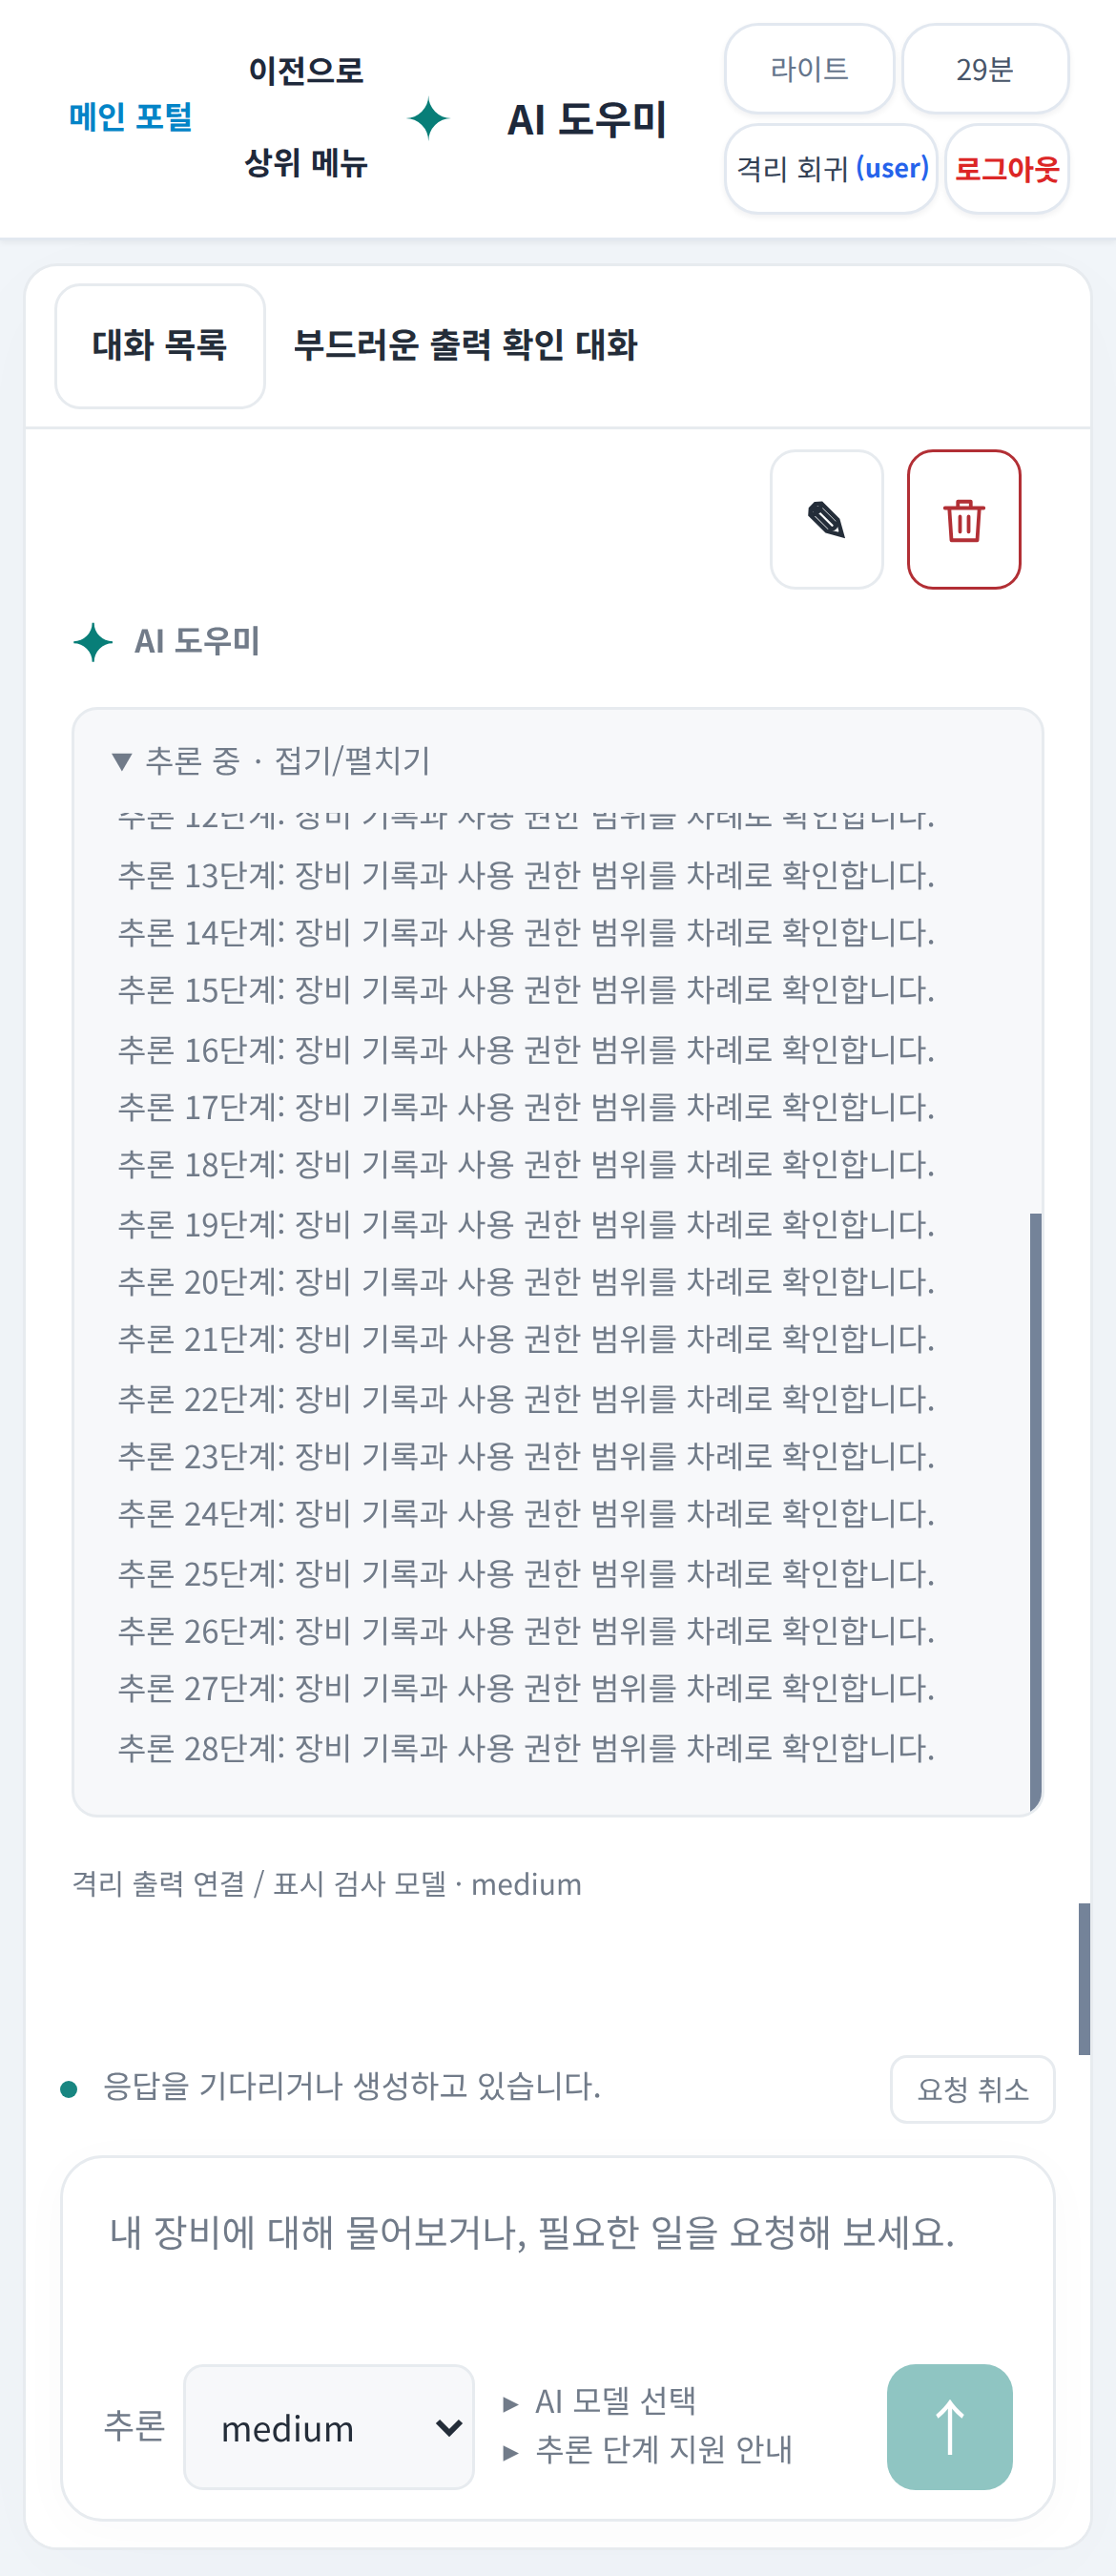 메인 포털
이전으로
상위 메뉴
AI 도우미
라이트
29분
격리 회귀 (user)
로그아웃
대화 목록
부드러운 출력 확인 대화
AI 도우미
▼ 추론 중 · 접기/펼치기
추론 12단계: 장비 기록과 사용 권한 범위를 차례로 확인합니다.
추론 13단계: 장비 기록과 사용 권한 범위를 차례로 확인합니다.
추론 14단계: 장비 기록과 사용 권한 범위를 차례로 확인합니다.
추론 15단계: 장비 기록과 사용 권한 범위를 차례로 확인합니다.
추론 16단계: 장비 기록과 사용 권한 범위를 차례로 확인합니다.
추론 17단계: 장비 기록과 사용 권한 범위를 차례로 확인합니다.
추론 18단계: 장비 기록과 사용 권한 범위를 차례로 확인합니다.
추론 19단계: 장비 기록과 사용 권한 범위를 차례로 확인합니다.
추론 20단계: 장비 기록과 사용 권한 범위를 차례로 확인합니다.
추론 21단계: 장비 기록과 사용 권한 범위를 차례로 확인합니다.
추론 22단계: 장비 기록과 사용 권한 범위를 차례로 확인합니다.
추론 23단계: 장비 기록과 사용 권한 범위를 차례로 확인합니다.
추론 24단계: 장비 기록과 사용 권한 범위를 차례로 확인합니다.
추론 25단계: 장비 기록과 사용 권한 범위를 차례로 확인합니다.
추론 26단계: 장비 기록과 사용 권한 범위를 차례로 확인합니다.
추론 27단계: 장비 기록과 사용 권한 범위를 차례로 확인합니다.
추론 28단계: 장비 기록과 사용 권한 범위를 차례로 확인합니다.
격리 출력 연결 / 표시 검사 모델 · medium
응답을 기다리거나 생성하고 있습니다.
요청 취소
내 장비에 대해 물어보거나, 필요한 일을 요청해 보세요.
추론
medium
▸ AI 모델 선택
▸ 추론 단계 지원 안내